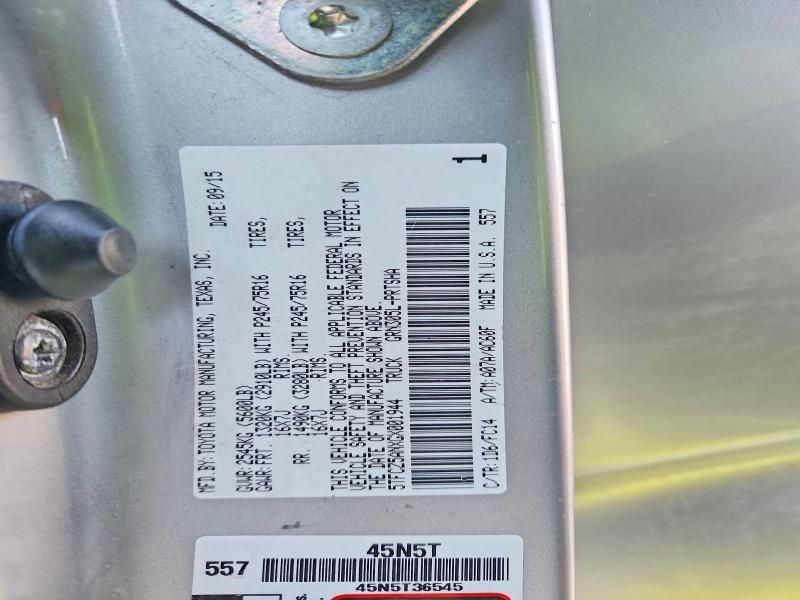 MFD.BY:TOYOTA MOTOR MANUFACTURING, TEXAS, INC. DATE:09/15
GVWR:2545KG (5600LB)
GAWR:FRT 1320KG (2910LB) WITH P245/75R16 TIRES,
16X7J RIMS,
RR. 1490KG (3280LB) WITH P245/75R16 TIRES,
16X7J RIMS.
THIS VEHICLE CONFORMS TO ALL APPLICABLE FEDERAL MOTOR
VEHICLE SAFETY AND THEFT PREVENTION STANDARDS IN EFFECT ON
THE DATE OF MANUFACTURE SHOWN ABOVE.
5TFCZ5ANXGX001944 TRUCK GRN305L-PRTSHA
1
C/TR:1D6/FC14 A/TM:A07A/AC60F MADE IN U.S.A. 557
45N5T
557
45N5T36545